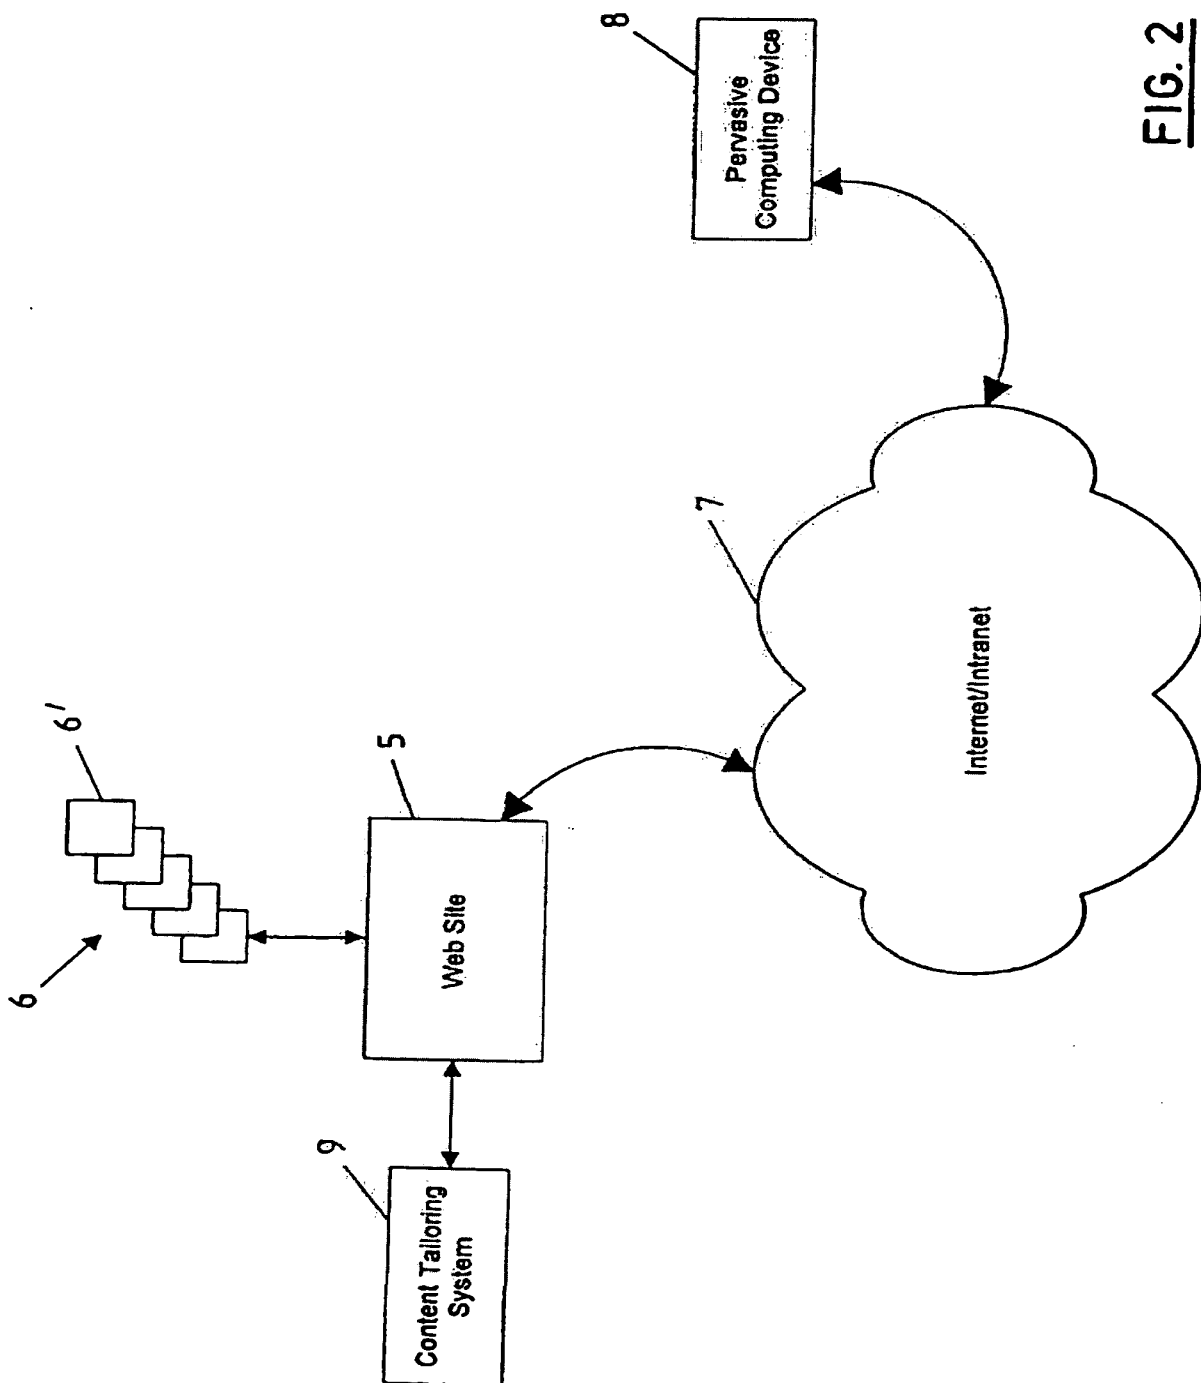 6
6'
9
Content Tailoring
System
5
Web Site
7
Internet/Intranet
8
Pervasive
Computing Device
FIG. 2